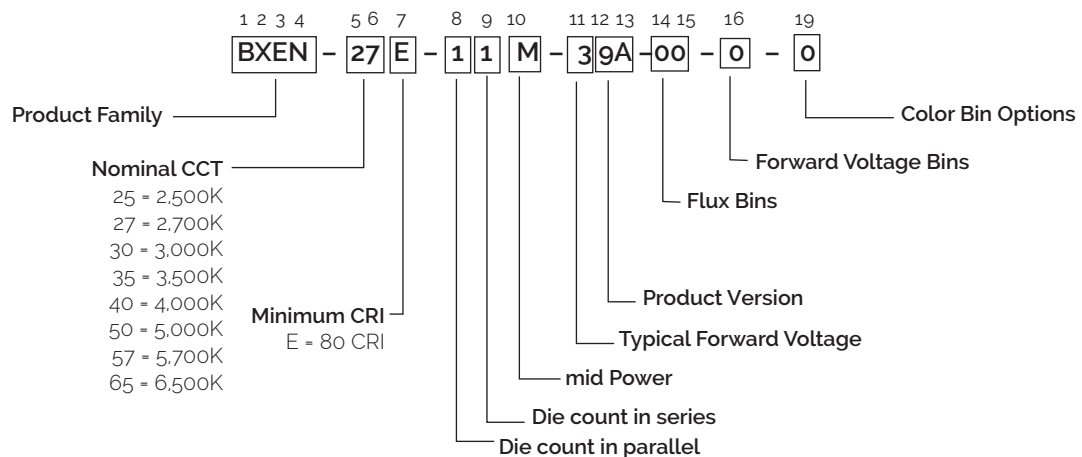 1 2 3 4 5 6 7 8 9 10 11 12 13 14 15 16 19
BXEN - 27 E - 1 1 M - 3 9A - 00 - 0 - 0
Product Family
Color Bin Options
Nominal CCT
Forward Voltage Bins
25 = 2,500K
Flux Bins
27 = 2,700K
30 = 3,000K
35 = 3,500K
40 = 4,000K
50 = 5,000K
57 = 5,700K
65 = 6,500K
Minimum CRI
E = 80 CRI
Product Version
Typical Forward Voltage
mid Power
Die count in series
Die count in parallel